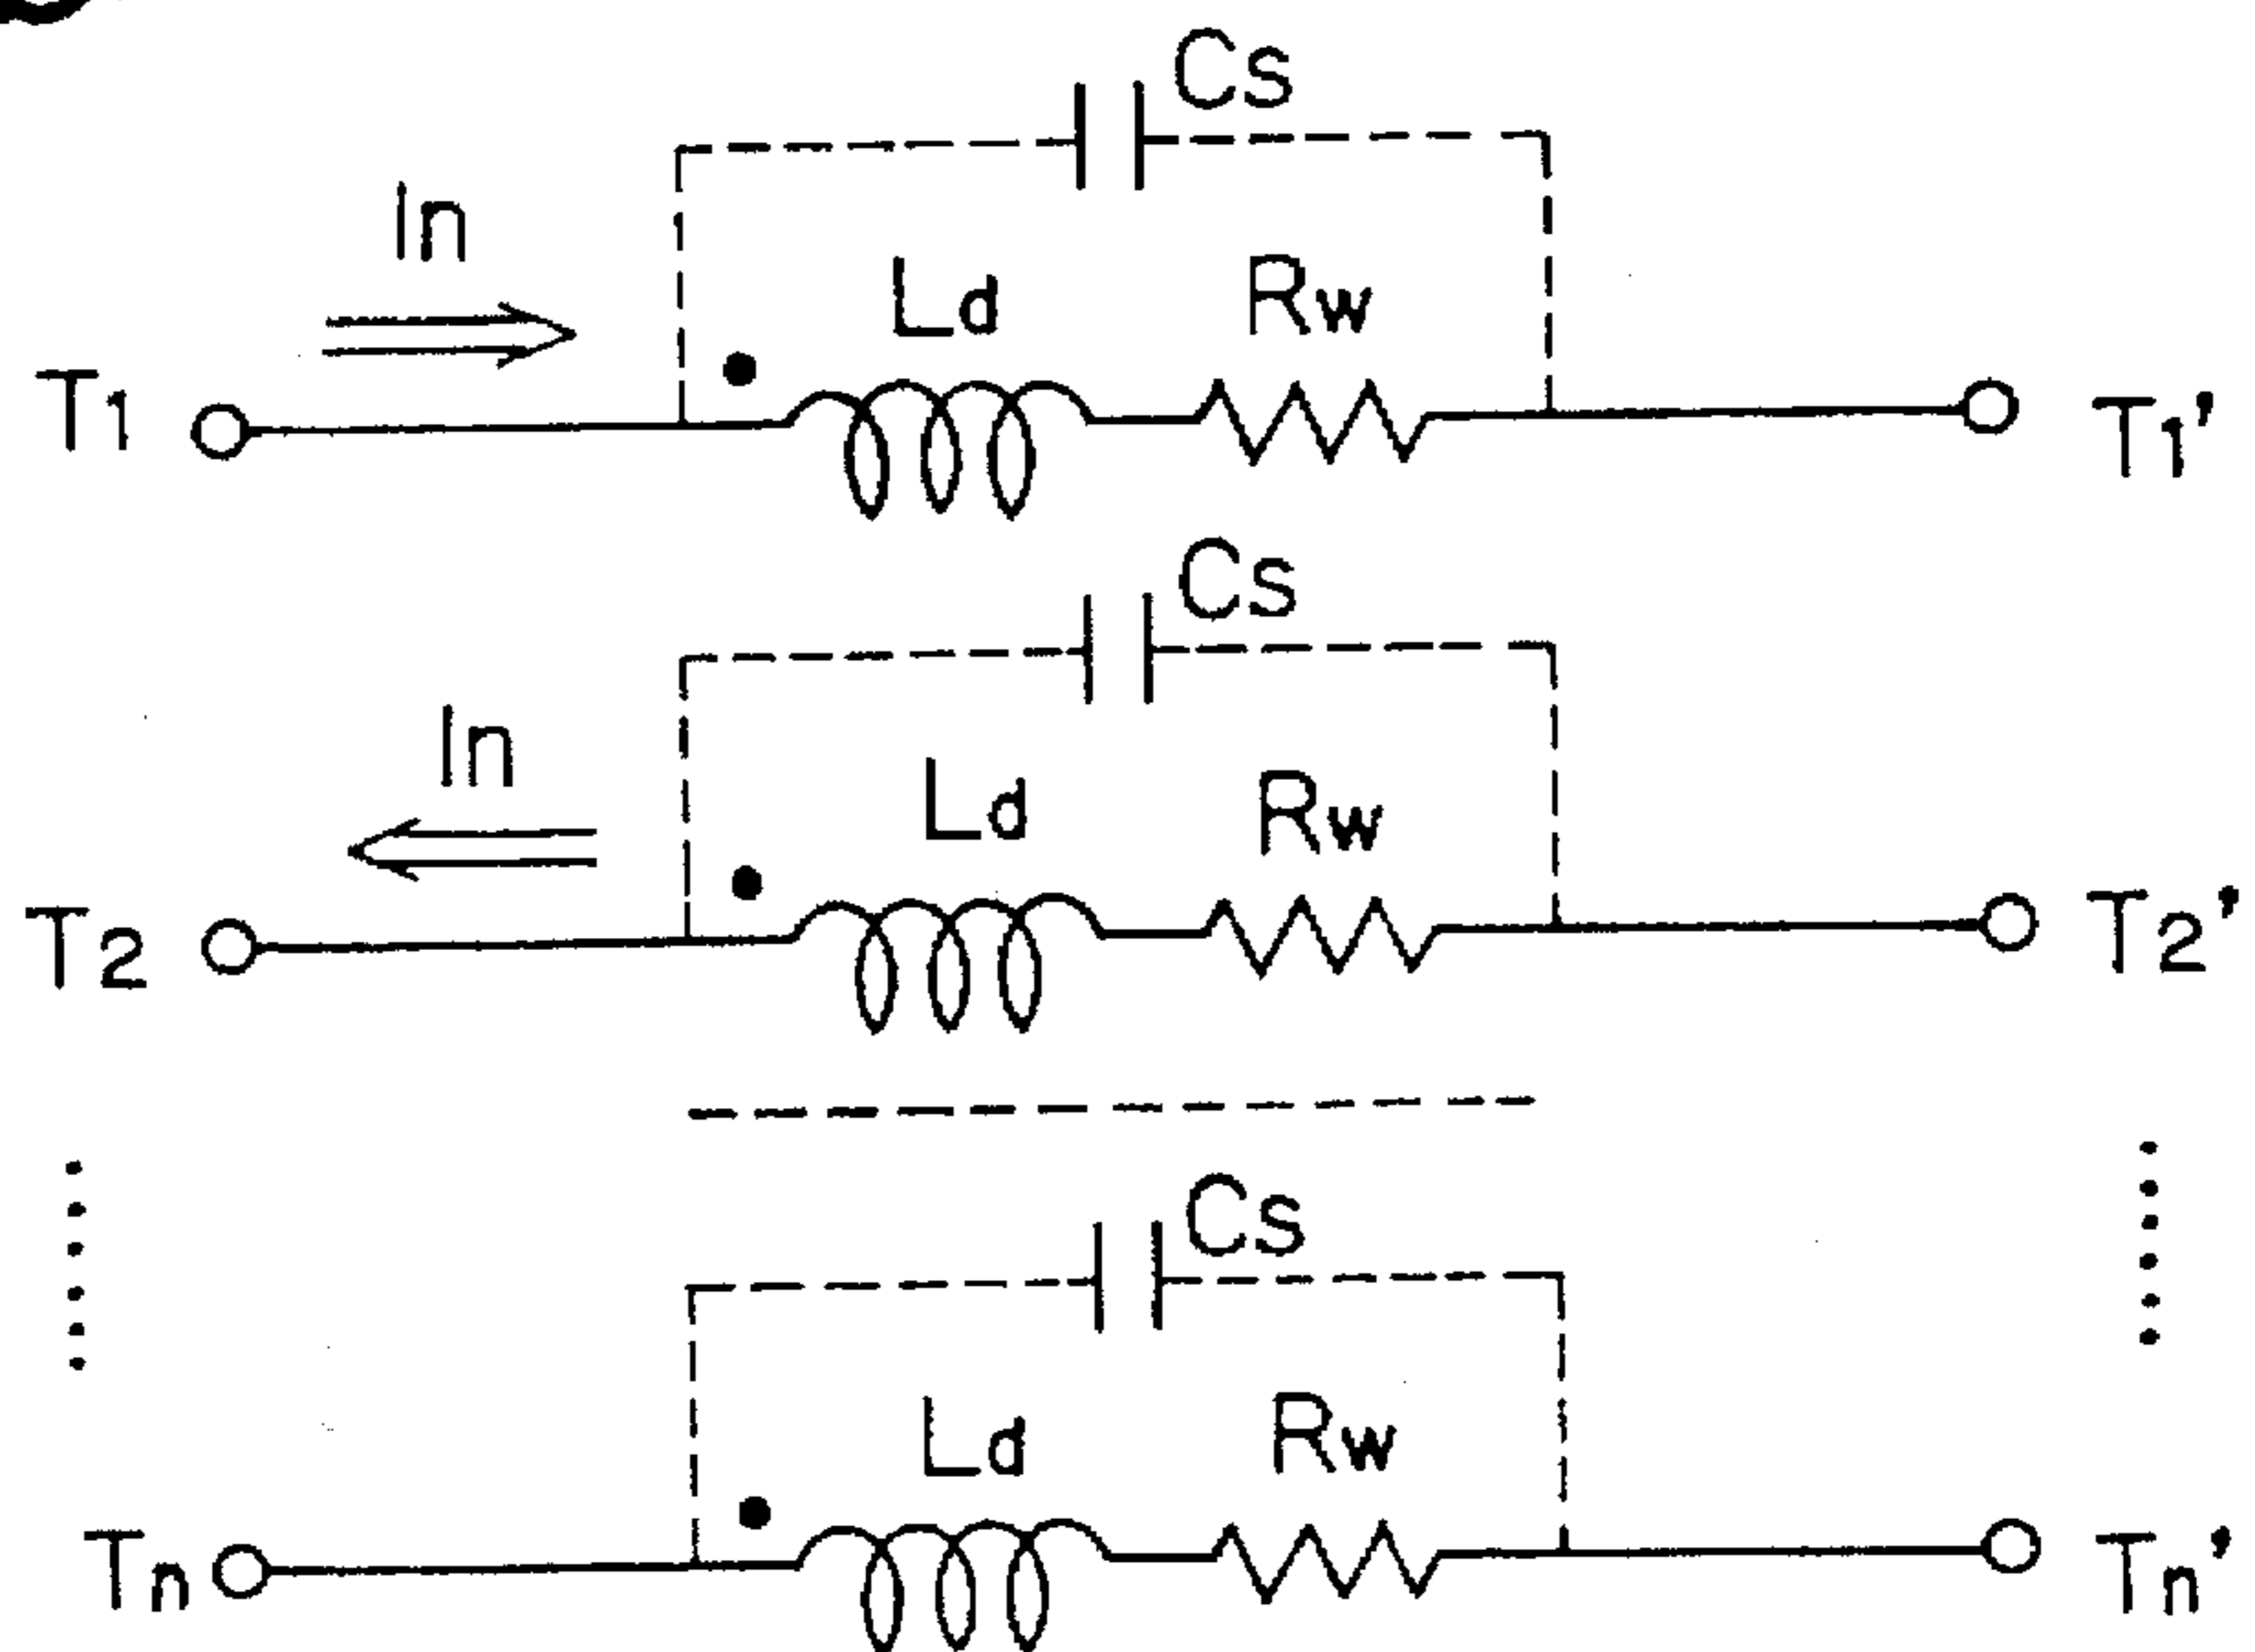 Cs
In
Ld Rw
T1 T1'
Cs
In
Ld Rw
T2 T2'
Cs
Ld Rw
Tn Tn'